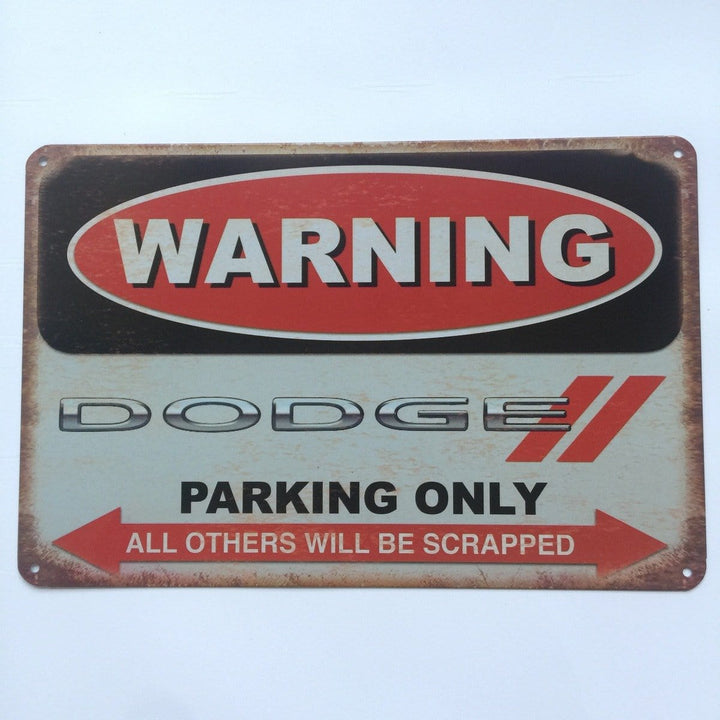 WARNING
DODGE
PARKING ONLY
ALL OTHERS WILL BE SCRAPPED